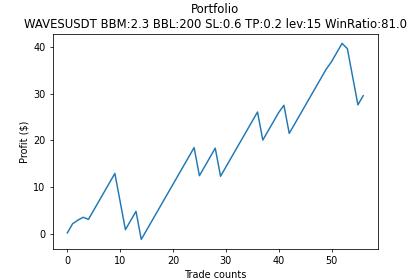 Portfolio
WAVESUSDT BBM:2.3 BBL:200 SL:0.6 TP:0.2 lev:15 WinRatio:81.0
Profit ($)
40
30
20
10
0
0 10 20 30 40 50
Trade counts